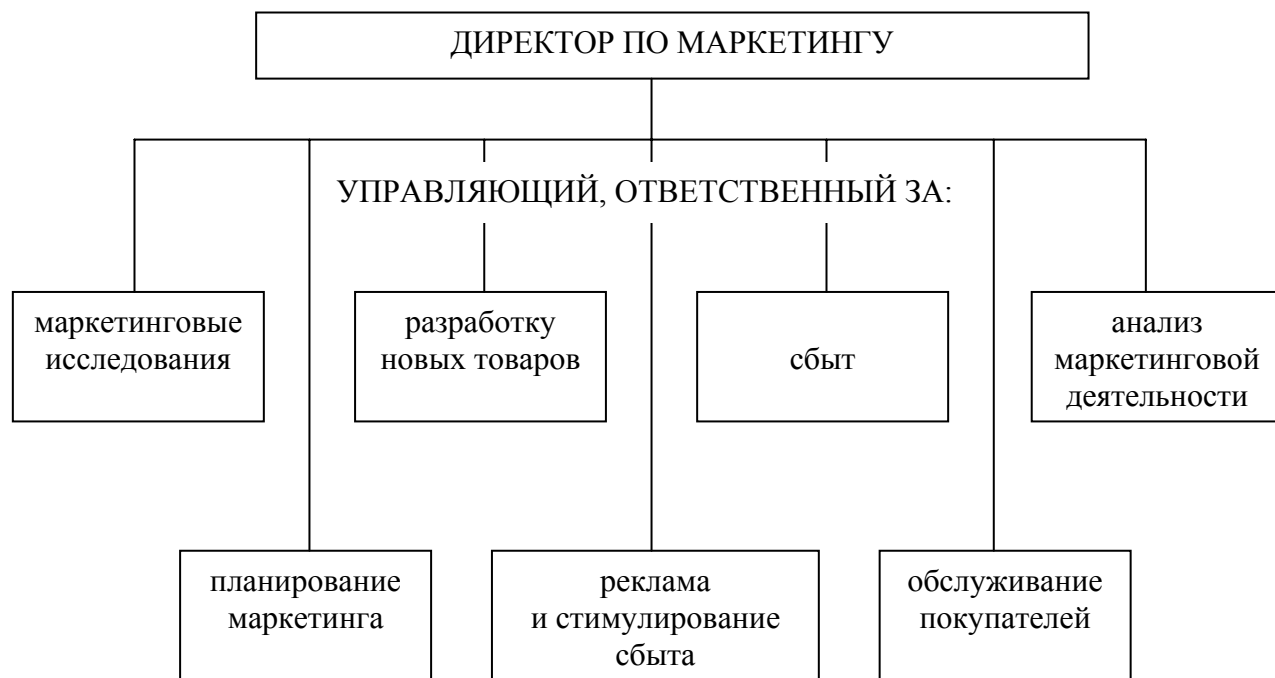 ДИРЕКТОР ПО МАРКЕТИНГУ
УПРАВЛЯЮЩИЙ, ОТВЕТСТВЕННЫЙ ЗА:
маркетинговые
исследования
разработку
новых товаров
сбыт
анализ
маркетинговой
деятельности
планирование
маркетинга
реклама
и стимулирование
сбыта
обслуживание
покупателей